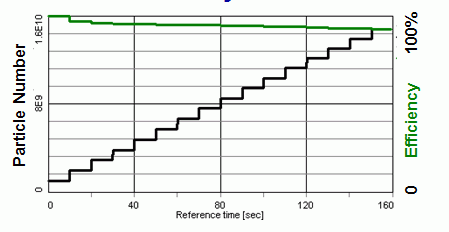 1.6E10
8E9
0
Particle Number
100%
Efficiency
0
0 40 80 120 160
Reference time [sec]